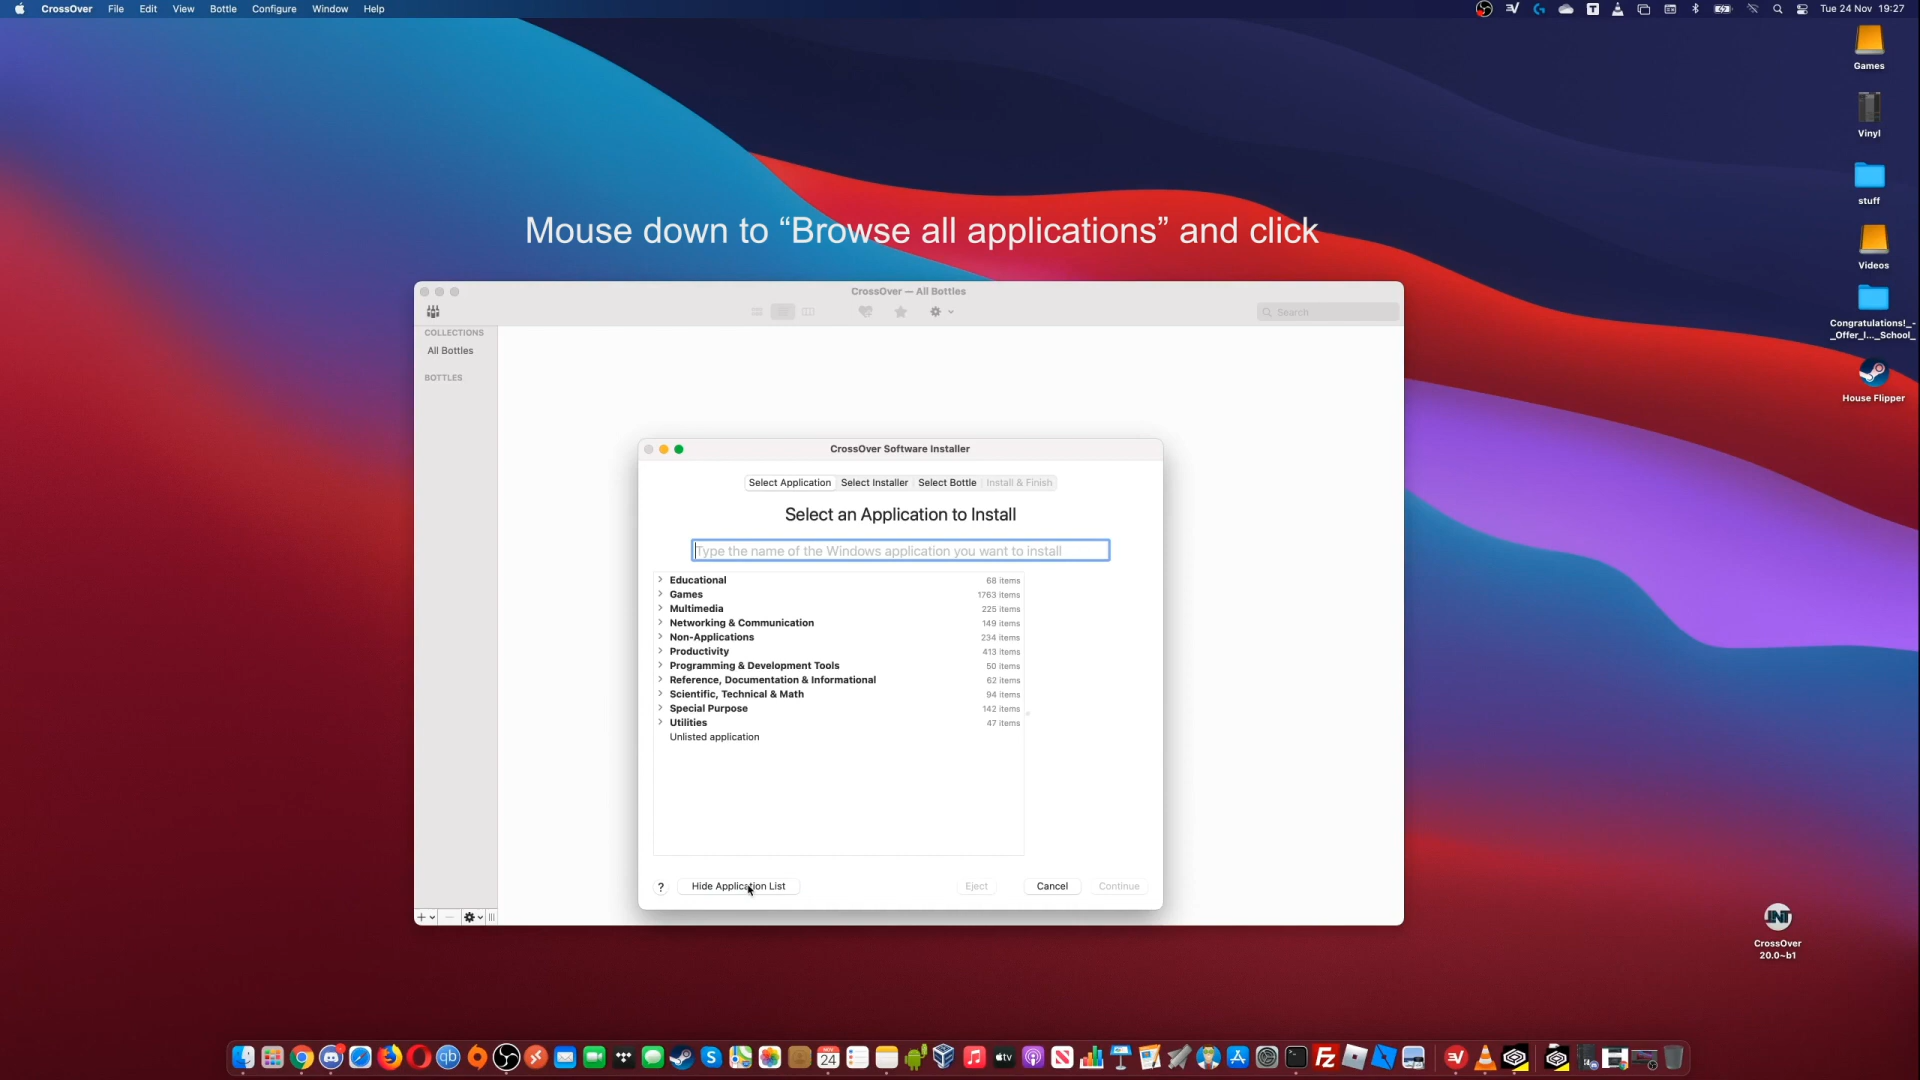 CrossOver File Edit View Bottle Configure Window Help
Tue 24 Nov 19:27
Games
Vinyl
stuff
Videos
Congratulations!_-
_Offer_I..._School_
House Flipper
Mouse down to “Browse all applications” and click
CrossOver — All Bottles
Search
COLLECTIONS
All Bottles
BOTTLES
CrossOver Software Installer
Select Application Select Installer Select Bottle Install & Finish
Select an Application to Install
Type the name of the Windows application you want to install
Educational 68 items
Games 1763 items
Multimedia 225 items
Networking & Communication 149 items
Non-Applications 234 items
Productivity 413 items
Programming & Development Tools 50 items
Reference, Documentation & Informational 62 items
Scientific, Technical & Math 94 items
Special Purpose 142 items
Utilities 47 items
Unlisted application
? Hide Application List Eject Cancel Continue
CrossOver
20.0~b1
NOV
24
tv